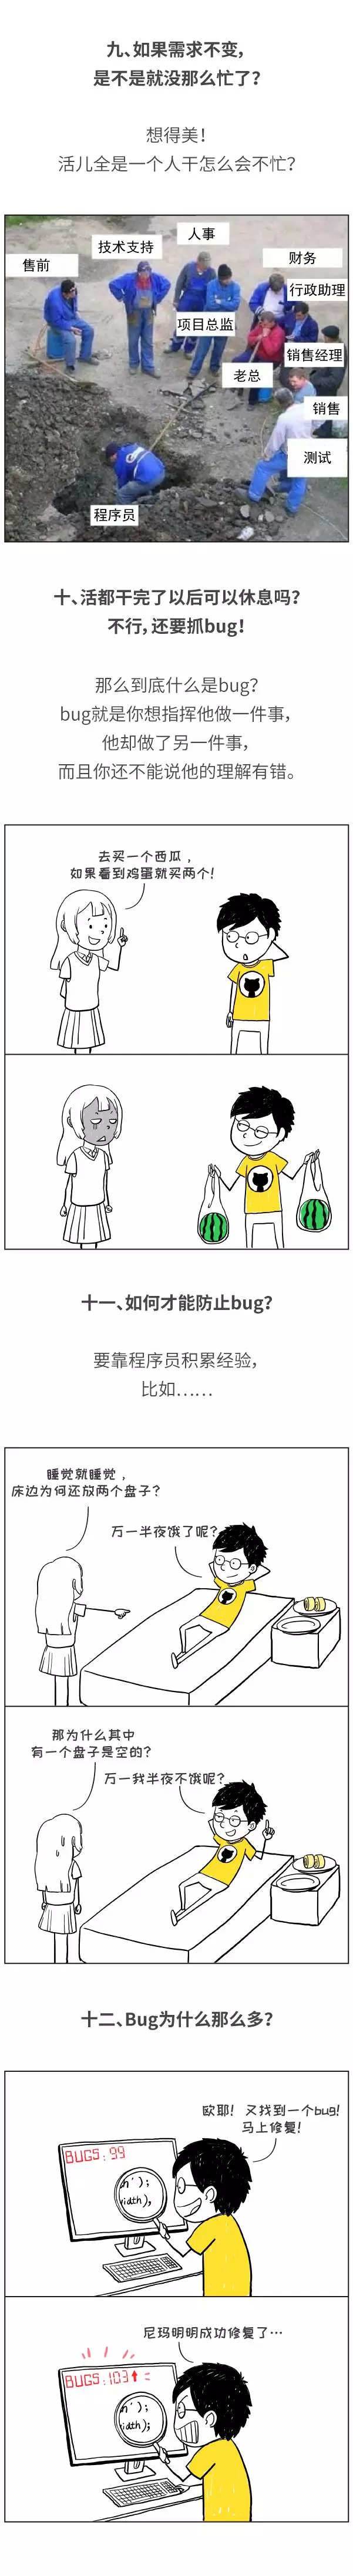 九、如果需求不变,
是不是就没那么忙了?
想得美!
活儿全是一个人干怎么会不忙?
人事
技术支持
财务
售前
行政助理
项目总监
销售经理
老总
销售
测试
程序员
十、活都干完了以后可以休息吗?
不行,还要抓bug!
那么到底什么是bug?
bug就是你想指挥他做一件事,
他却做了另一件事,
而且你还不能说他的理解有错。
去买一个西瓜,
如果看到鸡蛋就买两个!
十一、如何才能防止bug?
要靠程序员积累经验,
比如……
睡觉就睡觉,
床边为何还放两个盘子?
万一半夜饿了呢?
那为什么其中
有一个盘子是空的?
万一我半夜不饿呢?
十二、Bug为什么那么多?
欧耶! 又找到一个bug!
马上修复!
BUGS:99
');
idth),
尼玛明明成功修复了…
BUGS:103
');
idth);